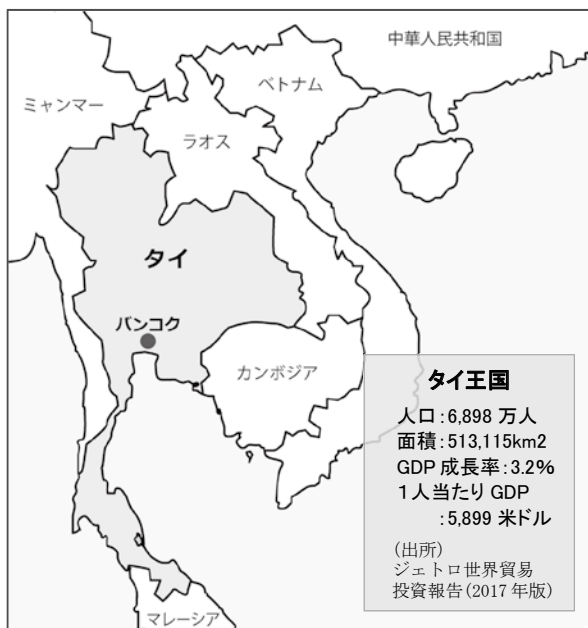 中華人民共和国
ベトナム
ミャンマー
ラオス
タイ
バンコク
カンボジア
タイ王国
人口:6,898 万人
面積:513,115km2
GDP 成長率:3.2%
1人当たり GDP
:5,899 米ドル
(出所)
ジェトロ世界貿易
投資報告(2017 年版)
マレーシア